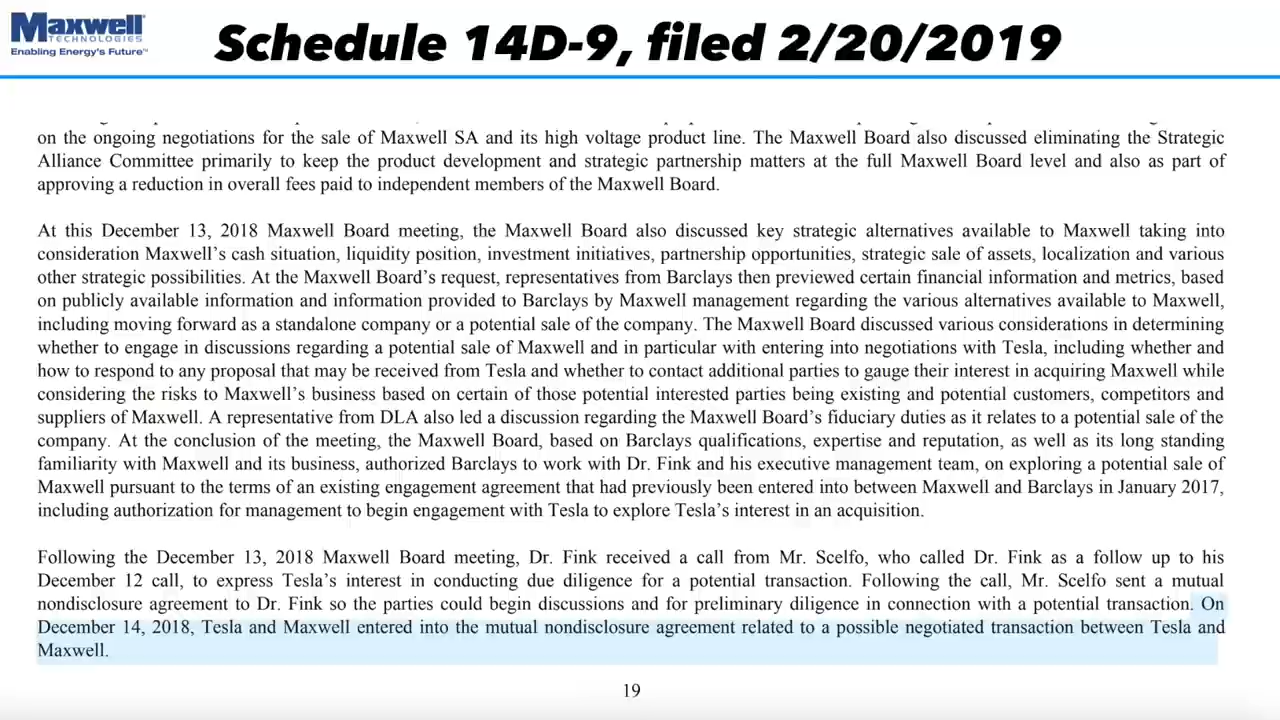 Maxwell®
TECHNOLOGIES
Enabling Energy's Future™
Schedule 14D-9, filed 2/20/2019
on the ongoing negotiations for the sale of Maxwell SA and its high voltage product line. The Maxwell Board also discussed eliminating the Strategic
Alliance Committee primarily to keep the product development and strategic partnership matters at the full Maxwell Board level and also as part of
approving a reduction in overall fees paid to independent members of the Maxwell Board.
At this December 13, 2018 Maxwell Board meeting, the Maxwell Board also discussed key strategic alternatives available to Maxwell taking into
consideration Maxwell's cash situation, liquidity position, investment initiatives, partnership opportunities, strategic sale of assets, localization and various
other strategic possibilities. At the Maxwell Board's request, representatives from Barclays then previewed certain financial information and metrics, based
on publicly available information and information provided to Barclays by Maxwell management regarding the various alternatives available to Maxwell,
including moving forward as a standalone company or a potential sale of the company. The Maxwell Board discussed various considerations in determining
whether to engage in discussions regarding a potential sale of Maxwell and in particular with entering into negotiations with Tesla, including whether and
how to respond to any proposal that may be received from Tesla and whether to contact additional parties to gauge their interest in acquiring Maxwell while
considering the risks to Maxwell's business based on certain of those potential interested parties being existing and potential customers, competitors and
suppliers of Maxwell. A representative from DLA also led a discussion regarding the Maxwell Board's fiduciary duties as it relates to a potential sale of the
company. At the conclusion of the meeting, the Maxwell Board, based on Barclays qualifications, expertise and reputation, as well as its long standing
familiarity with Maxwell and its business, authorized Barclays to work with Dr. Fink and his executive management team, on exploring a potential sale of
Maxwell pursuant to the terms of an existing engagement agreement that had previously been entered into between Maxwell and Barclays in January 2017,
including authorization for management to begin engagement with Tesla to explore Tesla's interest in an acquisition.
Following the December 13, 2018 Maxwell Board meeting, Dr. Fink received a call from Mr. Scelfo, who called Dr. Fink as a follow up to his
December 12 call, to express Tesla's interest in conducting due diligence for a potential transaction. Following the call, Mr. Scelfo sent a mutual
nondisclosure agreement to Dr. Fink so the parties could begin discussions and for preliminary diligence in connection with a potential transaction. On
December 14, 2018, Tesla and Maxwell entered into the mutual nondisclosure agreement related to a possible negotiated transaction between Tesla and
Maxwell.
19